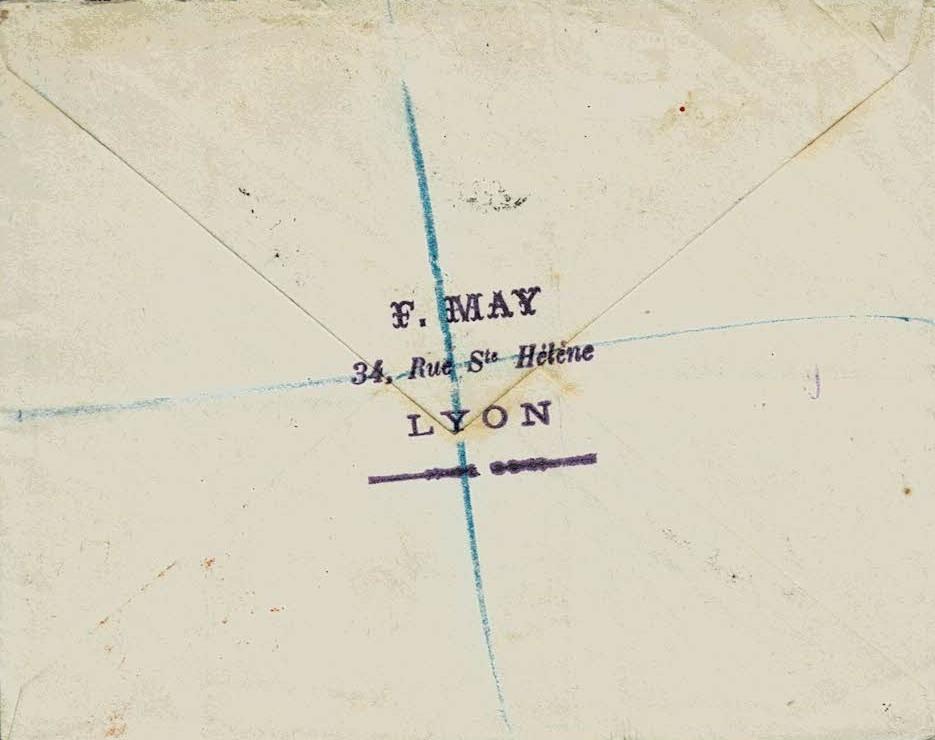 F. MAY
34, Rue Ste Hélène
LYON